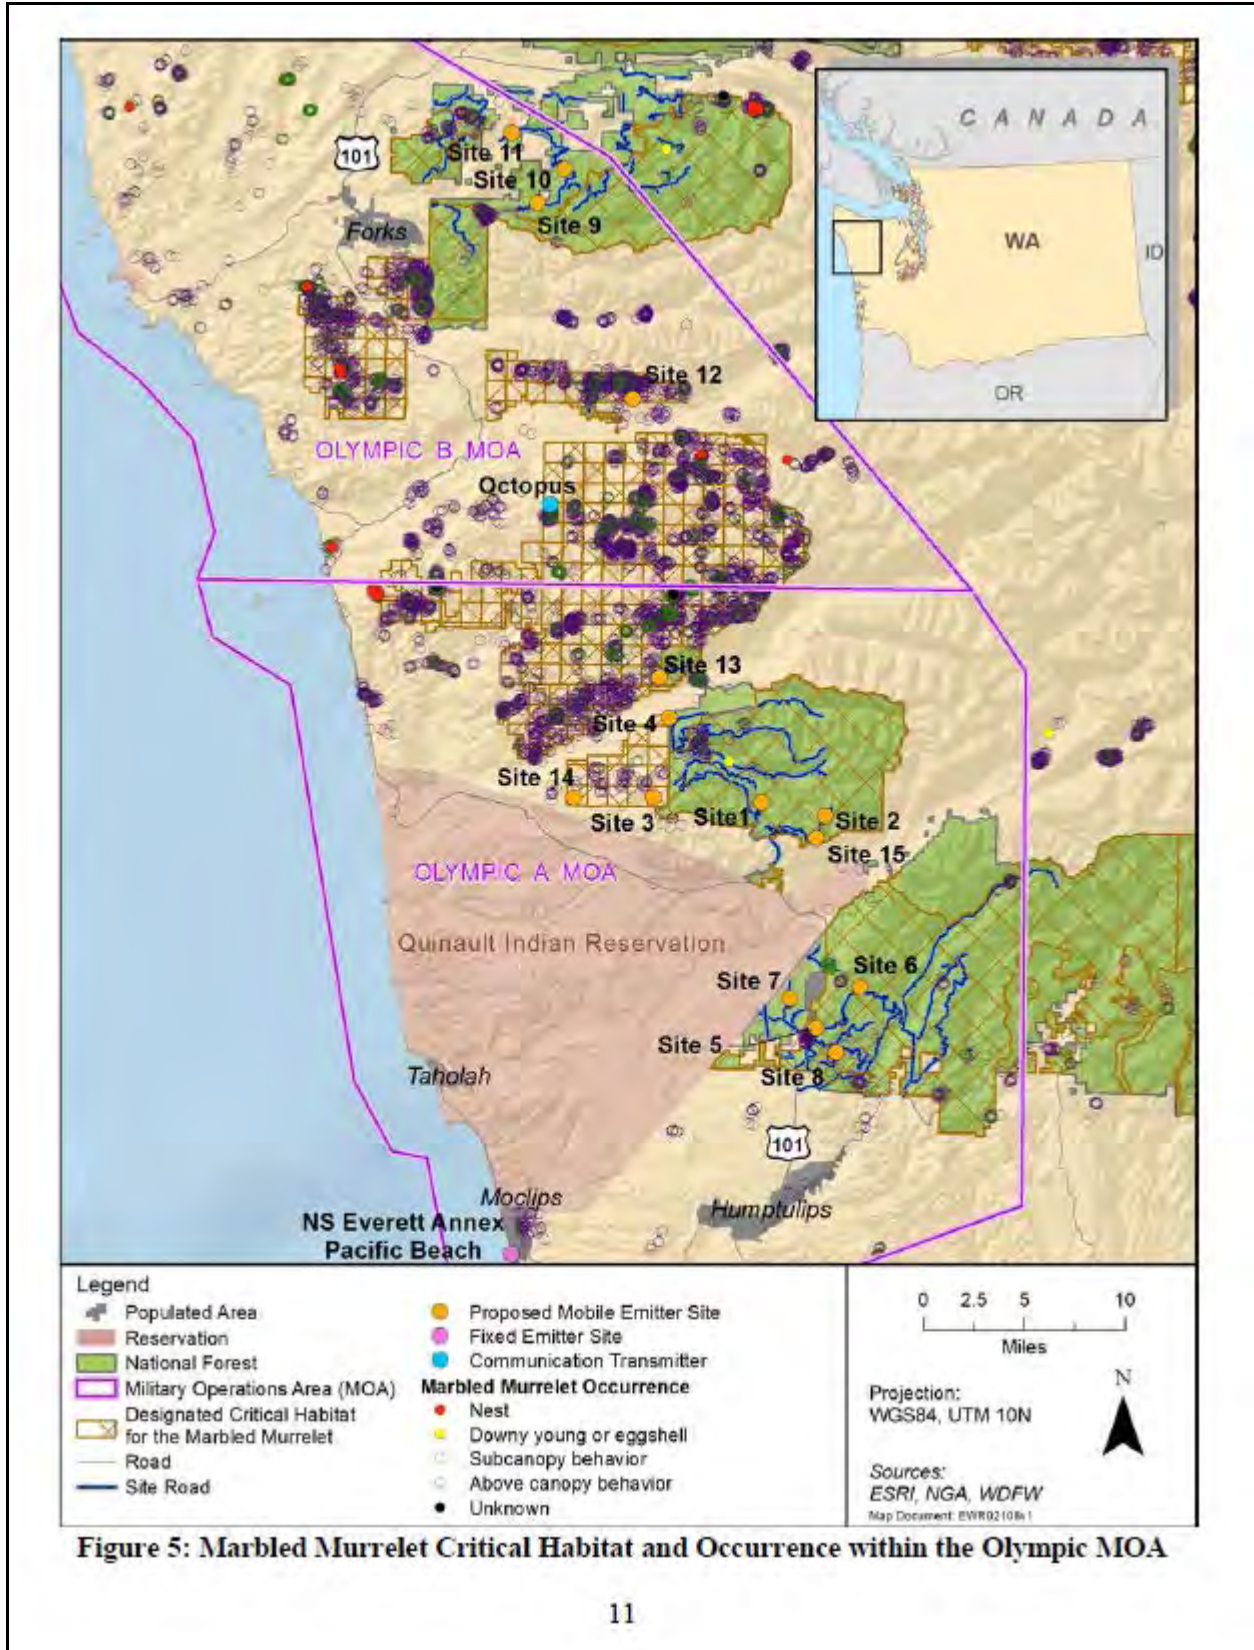 CANADA
WA
ID
OR
101
Site 11
Site 10
Site 9
Forks
Site 12
OLYMPIC B MOA
Octopus
Site 13
Site 4
Site 14
Site 3
Site1
Site 2
Site 15
OLYMPIC A MOA
Quinault Indian Reservation
Site 7
Site 6
Site 5
Site 8
Taholah
101
Moclips
Humptulips
NS Everett Annex
Pacific Beach
Legend
Populated Area
Reservation
National Forest
Military Operations Area (MOA)
Designated Critical Habitat
for the Marbled Murrelet
Road
Site Road
Proposed Mobile Emitter Site
Fixed Emitter Site
Communication Transmitter
Marbled Murrelet Occurrence
Nest
Downy young or eggshell
Subcanopy behavior
Above canopy behavior
Unknown
0 2.5 5 10
Miles
N
Projection:
WGS84, UTM 10N
Sources:
ESRI, NGA, WDFW
Map Document:
Figure 5: Marbled Murrelet Critical Habitat and Occurrence within the Olympic MOA
11